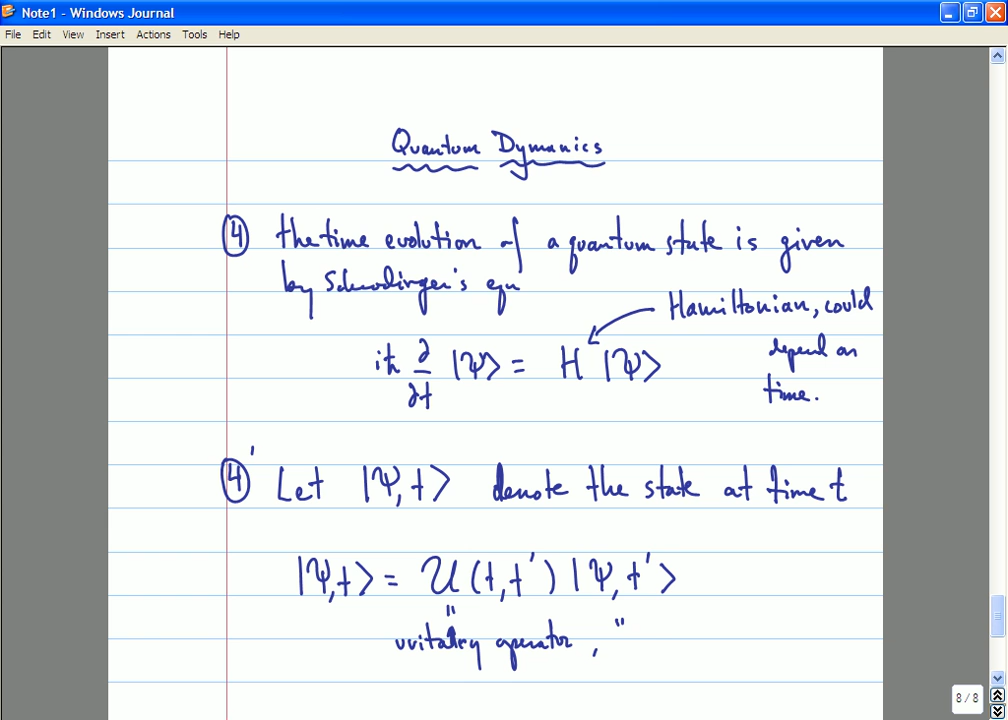 Note1 - Windows Journal
File Edit View Insert Actions Tools Help
Quantum Dymanics
④ the time evolution of a quantum state is given
by Schrodinger's eqn
Hamiltonian, could
depend on
time.
iħ ∂/∂t |Ψ> = H |Ψ>
④' Let |Ψ, t> denote the state at time t
|Ψ, t> = U (t, t') |Ψ, t'>
"
operator, "
8 / 8